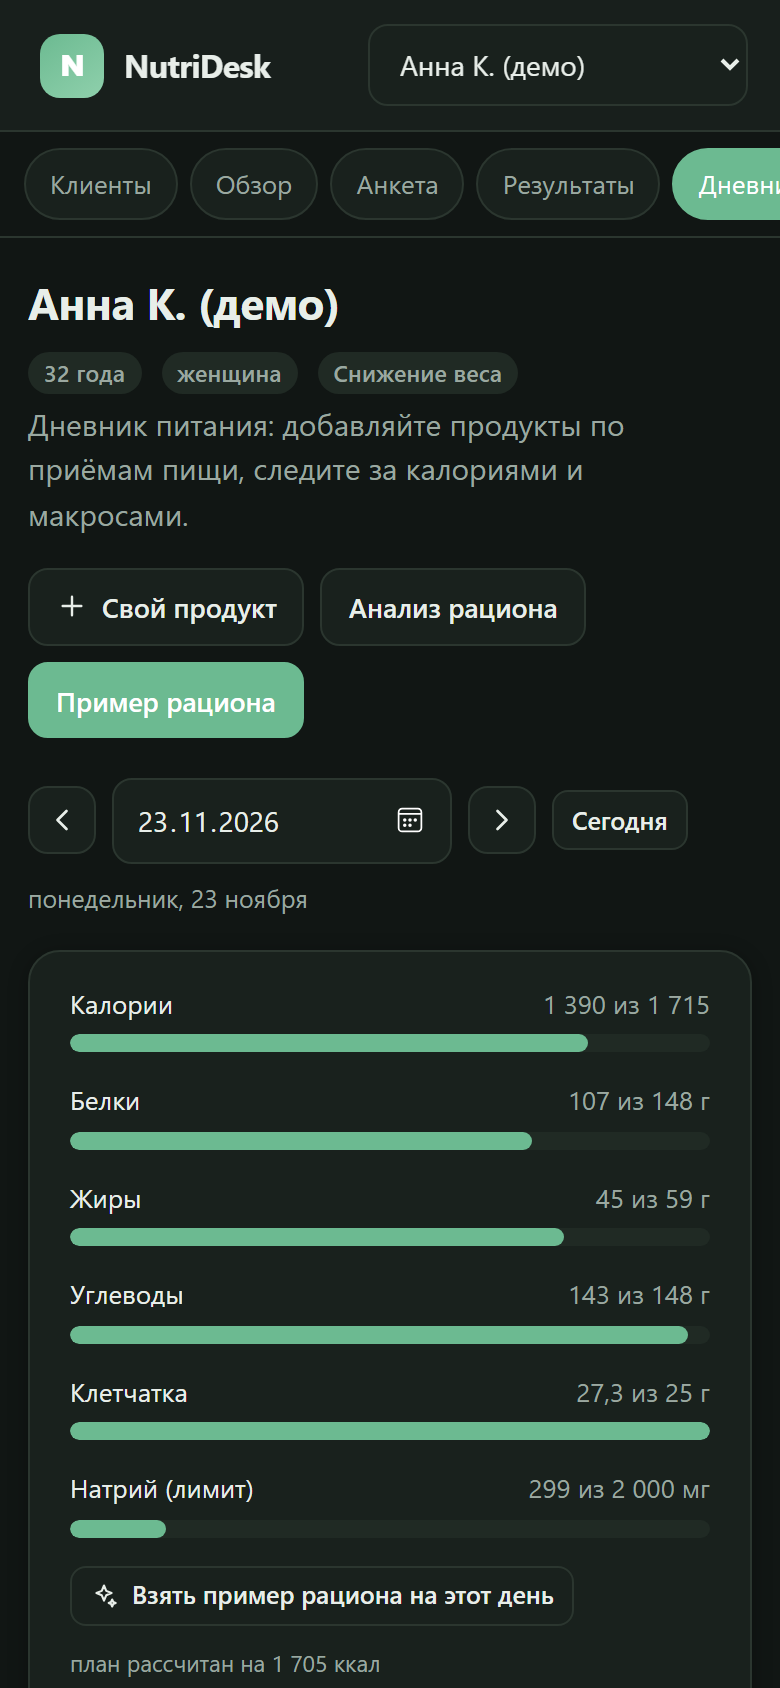 N NutriDesk Анна К. (демо)
Клиенты Обзор Анкета Результаты Дневни
Анна К. (демо)
32 года женщина Снижение веса
Дневник питания: добавляйте продукты по
приёмам пищи, следите за калориями и
макросами.
+ Свой продукт Анализ рациона
Пример рациона
23.11.2026 Сегодня
понедельник, 23 ноября
Калории 1 390 из 1 715
Белки 107 из 148 г
Жиры 45 из 59 г
Углеводы 143 из 148 г
Клетчатка 27,3 из 25 г
Натрий (лимит) 299 из 2 000 мг
Взять пример рациона на этот день
план рассчитан на 1 705 ккал